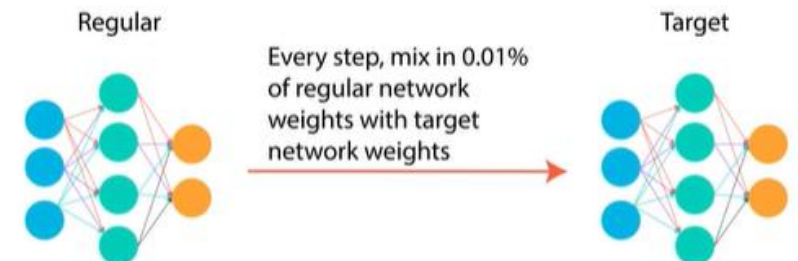 Regular
Target
Every step, mix in 0.01%
of regular network
weights with target
network weights